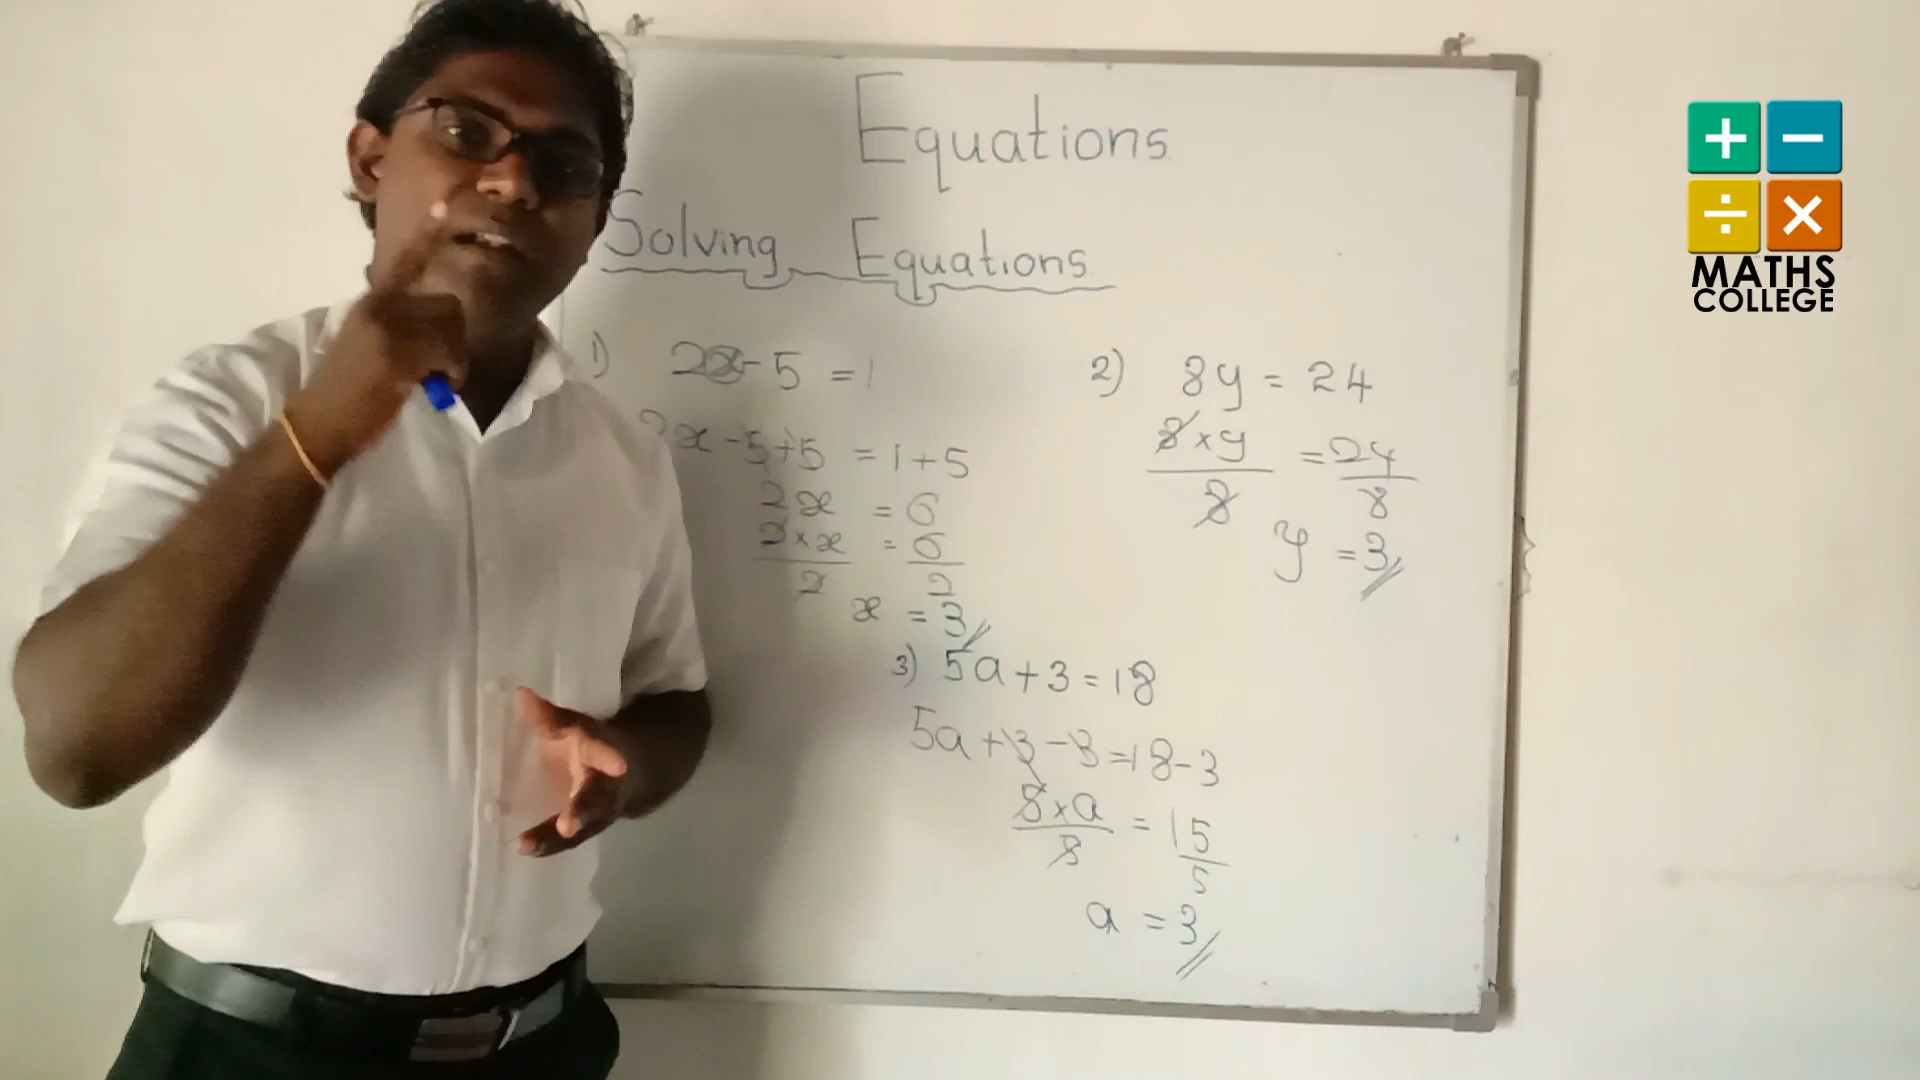 Equations
Solving Equations
1) 2x - 5 = 1
2x - 5 + 5 = 1 + 5
2x = 6
2 × x = 6
2 2
x = 3
2) 8y = 24
8 × y = 24
8 8
y = 3
3) 5a + 3 = 18
5a + 3 - 3 = 18 - 3
5 × a = 15
5 5
a = 3
+ −
÷ ×
MATHS
COLLEGE